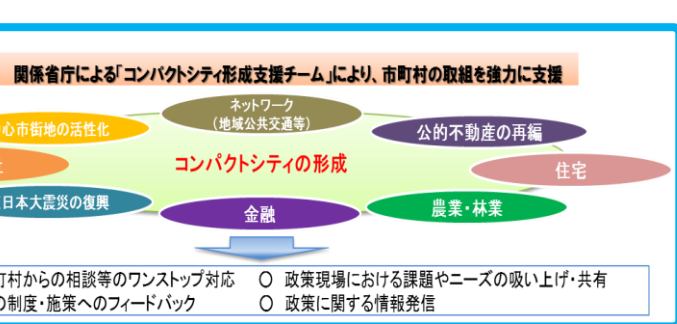 関係省庁による「コンパクトシティ形成支援チーム」により、市町村の取組を強力に支援
ネットワーク
(地域公共交通等)
心市街地の活性化
公的不動産の再編
コンパクトシティの形成
住宅
日本大震災の復興
金融
農業・林業
町村からの相談等のワンストップ対応 ○ 政策現場における課題やニーズの吸い上げ・共有
の制度・施策へのフィードバック ○ 政策に関する情報発信